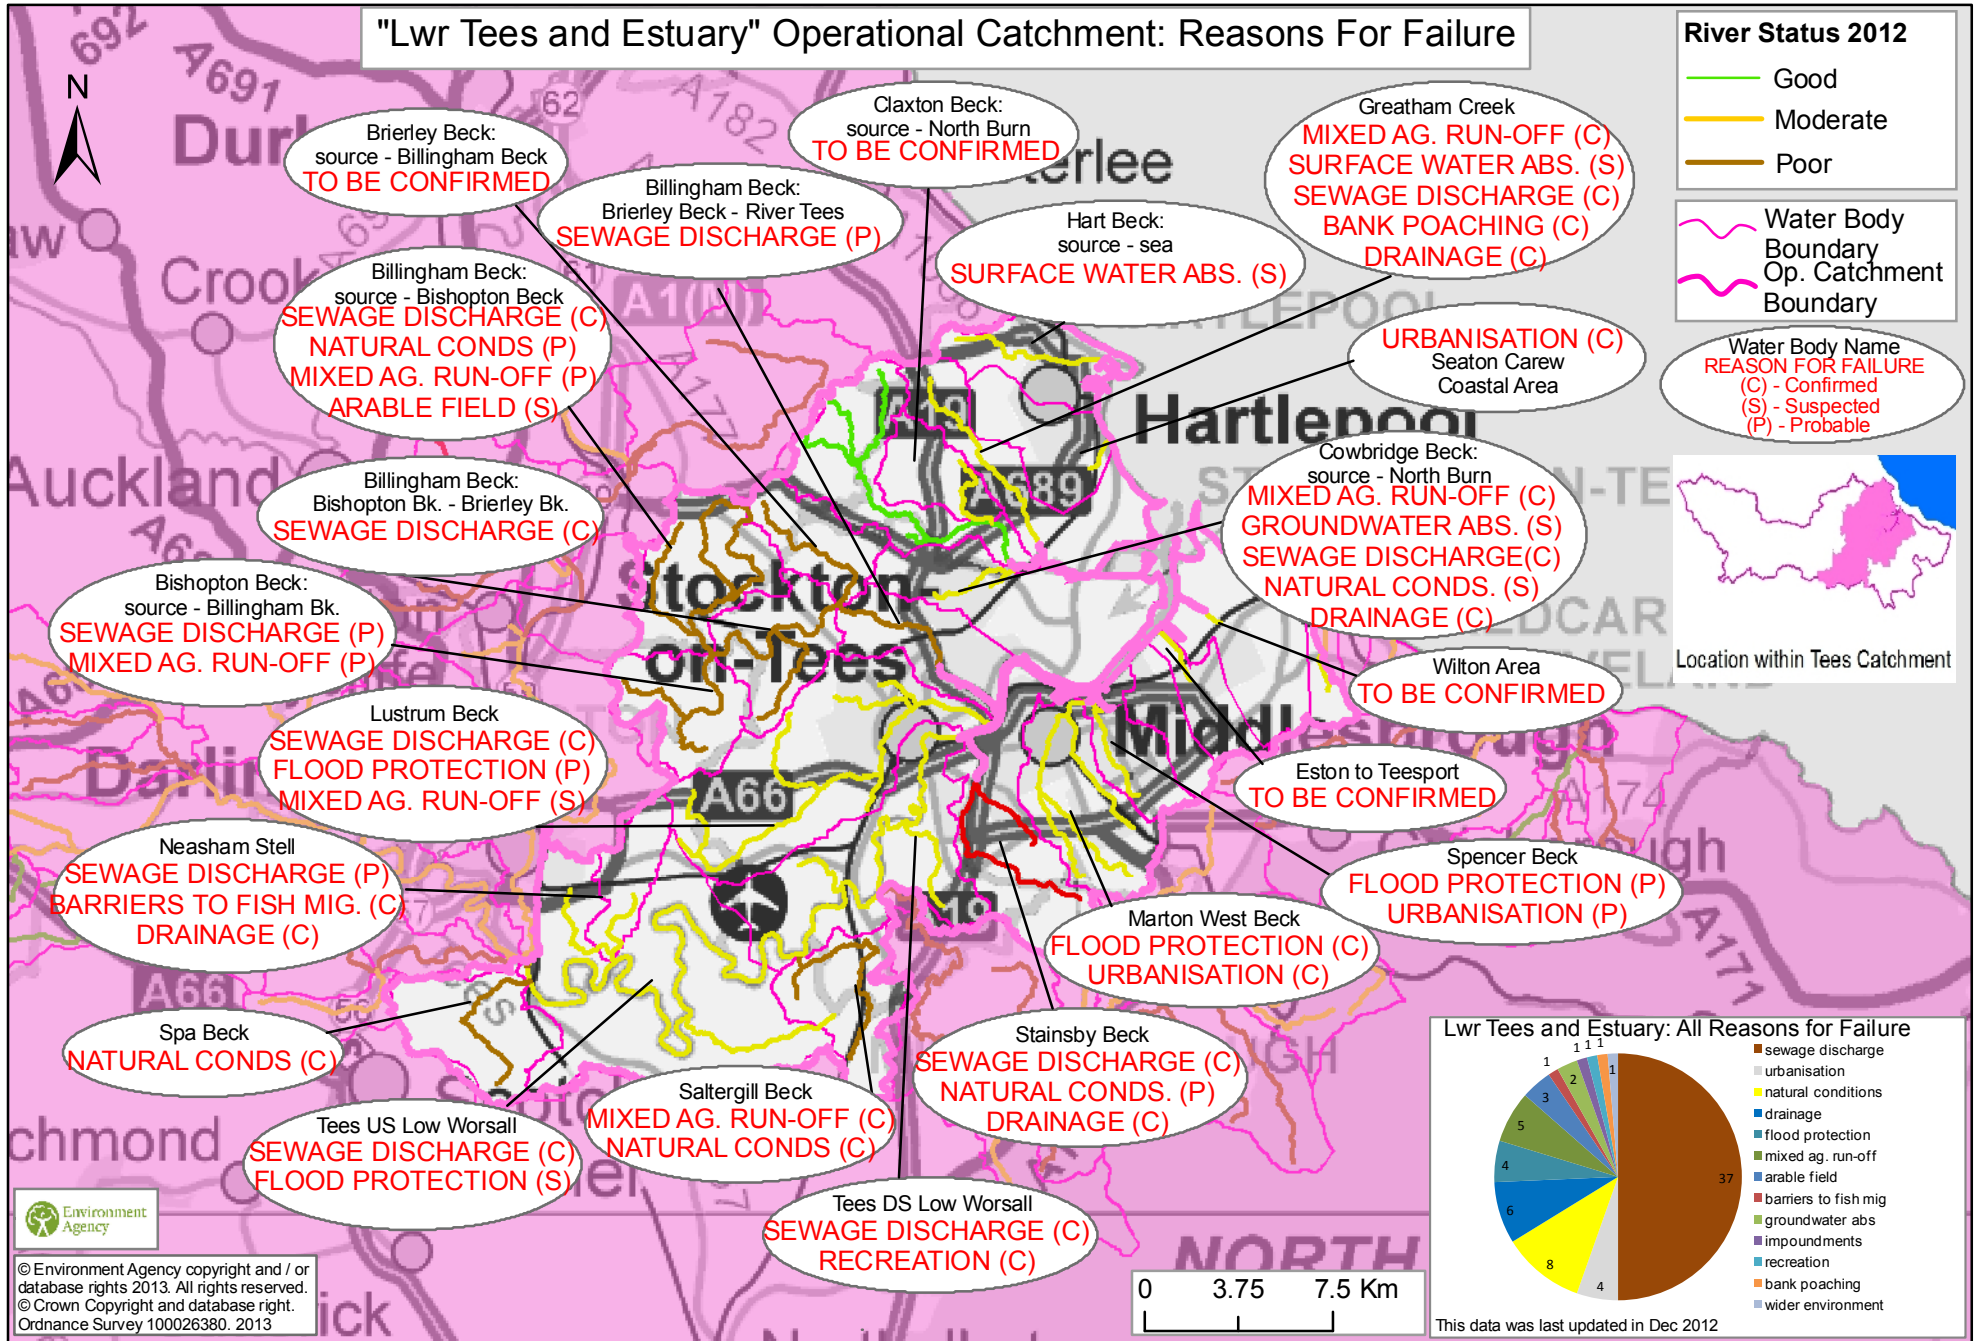 "Lwr Tees and Estuary" Operational Catchment: Reasons For Failure
River Status 2012
Good
Moderate
Poor
Water Body
Boundary
Op. Catchment
Boundary
Water Body Name
REASON FOR FAILURE
(C) - Confirmed
(S) - Suspected
(P) - Probable
Location within Tees Catchment
N
Brierley Beck:
source - Billingham Beck
TO BE CONFIRMED
Claxton Beck:
source - North Burn
TO BE CONFIRMED
Greatham Creek
MIXED AG. RUN-OFF (C)
SURFACE WATER ABS. (S)
SEWAGE DISCHARGE (C)
BANK POACHING (C)
DRAINAGE (C)
Billingham Beck:
Brierley Beck - River Tees
SEWAGE DISCHARGE (P)
Hart Beck:
source - sea
SURFACE WATER ABS. (S)
Billingham Beck:
source - Bishopton Beck
SEWAGE DISCHARGE (C)
NATURAL CONDS (P)
MIXED AG. RUN-OFF (P)
ARABLE FIELD (S)
URBANISATION (C)
Seaton Carew
Coastal Area
Billingham Beck:
Bishopton Bk. - Brierley Bk.
SEWAGE DISCHARGE (C)
Cowbridge Beck:
source - North Burn
MIXED AG. RUN-OFF (C)
GROUNDWATER ABS. (S)
SEWAGE DISCHARGE(C)
NATURAL CONDS. (S)
DRAINAGE (C)
Bishopton Beck:
source - Billingham Bk.
SEWAGE DISCHARGE (P)
MIXED AG. RUN-OFF (P)
Wilton Area
TO BE CONFIRMED
Lustrum Beck
SEWAGE DISCHARGE (C)
FLOOD PROTECTION (P)
MIXED AG. RUN-OFF (S)
Eston to Teesport
TO BE CONFIRMED
Neasham Stell
SEWAGE DISCHARGE (P)
BARRIERS TO FISH MIG. (C)
DRAINAGE (C)
Spencer Beck
FLOOD PROTECTION (P)
URBANISATION (P)
Marton West Beck
FLOOD PROTECTION (C)
URBANISATION (C)
Spa Beck
NATURAL CONDS (C)
Stainsby Beck
SEWAGE DISCHARGE (C)
NATURAL CONDS. (P)
DRAINAGE (C)
Saltergill Beck
MIXED AG. RUN-OFF (C)
NATURAL CONDS (C)
Tees US Low Worsall
SEWAGE DISCHARGE (C)
FLOOD PROTECTION (S)
Tees DS Low Worsall
SEWAGE DISCHARGE (C)
RECREATION (C)
692
A691
62
A182
Crook
A1(M)
A177
Auckland
A19
Hartlepool
A689
Stockton
-on-Tees
Middlesbrough
A66
A19
A174
A171
A66
NORTH
Lwr Tees and Estuary: All Reasons for Failure
37
4
8
6
4
5
3
1
2
1
1
1
1
sewage discharge
urbanisation
natural conditions
drainage
flood protection
mixed ag. run-off
arable field
barriers to fish mig
groundwater abs
impoundments
recreation
bank poaching
wider environment
This data was last updated in Dec 2012
0 3.75 7.5 Km
Environment
Agency
© Environment Agency copyright and / or
database rights 2013. All rights reserved.
© Crown Copyright and database right.
Ordnance Survey 100026380. 2013